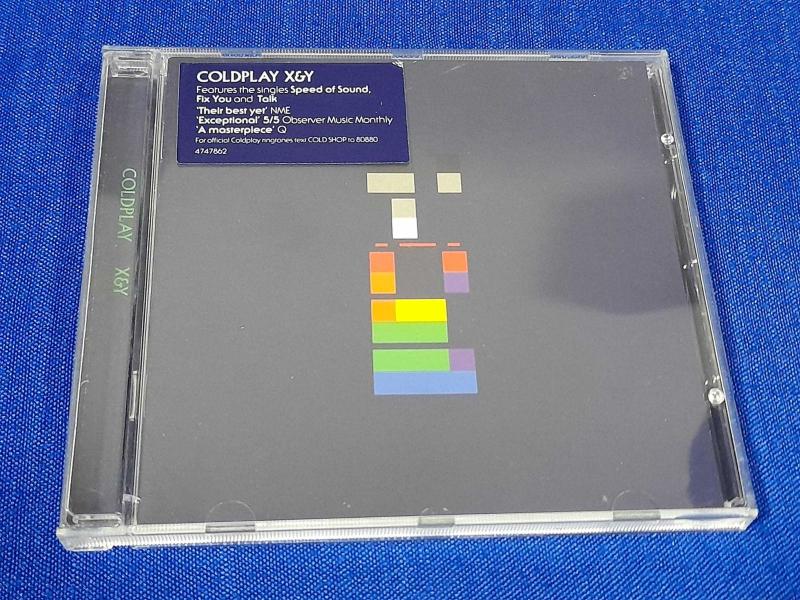 COLDPLAY X&Y
Features the singles Speed of Sound,
Fix You and Talk
'Their best yet' NME
'Exceptional' 5/5 Observer Music Monthly
'A masterpiece' Q
For official Coldplay ringtones text COLD SHOP to 80880
4747862
COLDPLAY X&Y